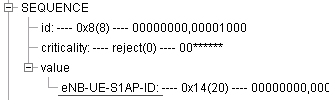 SEQUENCE
id: ---- 0x8(8) ---- 00000000,00001000
criticality: ---- reject(0) ---- 00******
value
eNB-UE-S1AP-ID: ---- 0x14(20) ---- 00000000,000